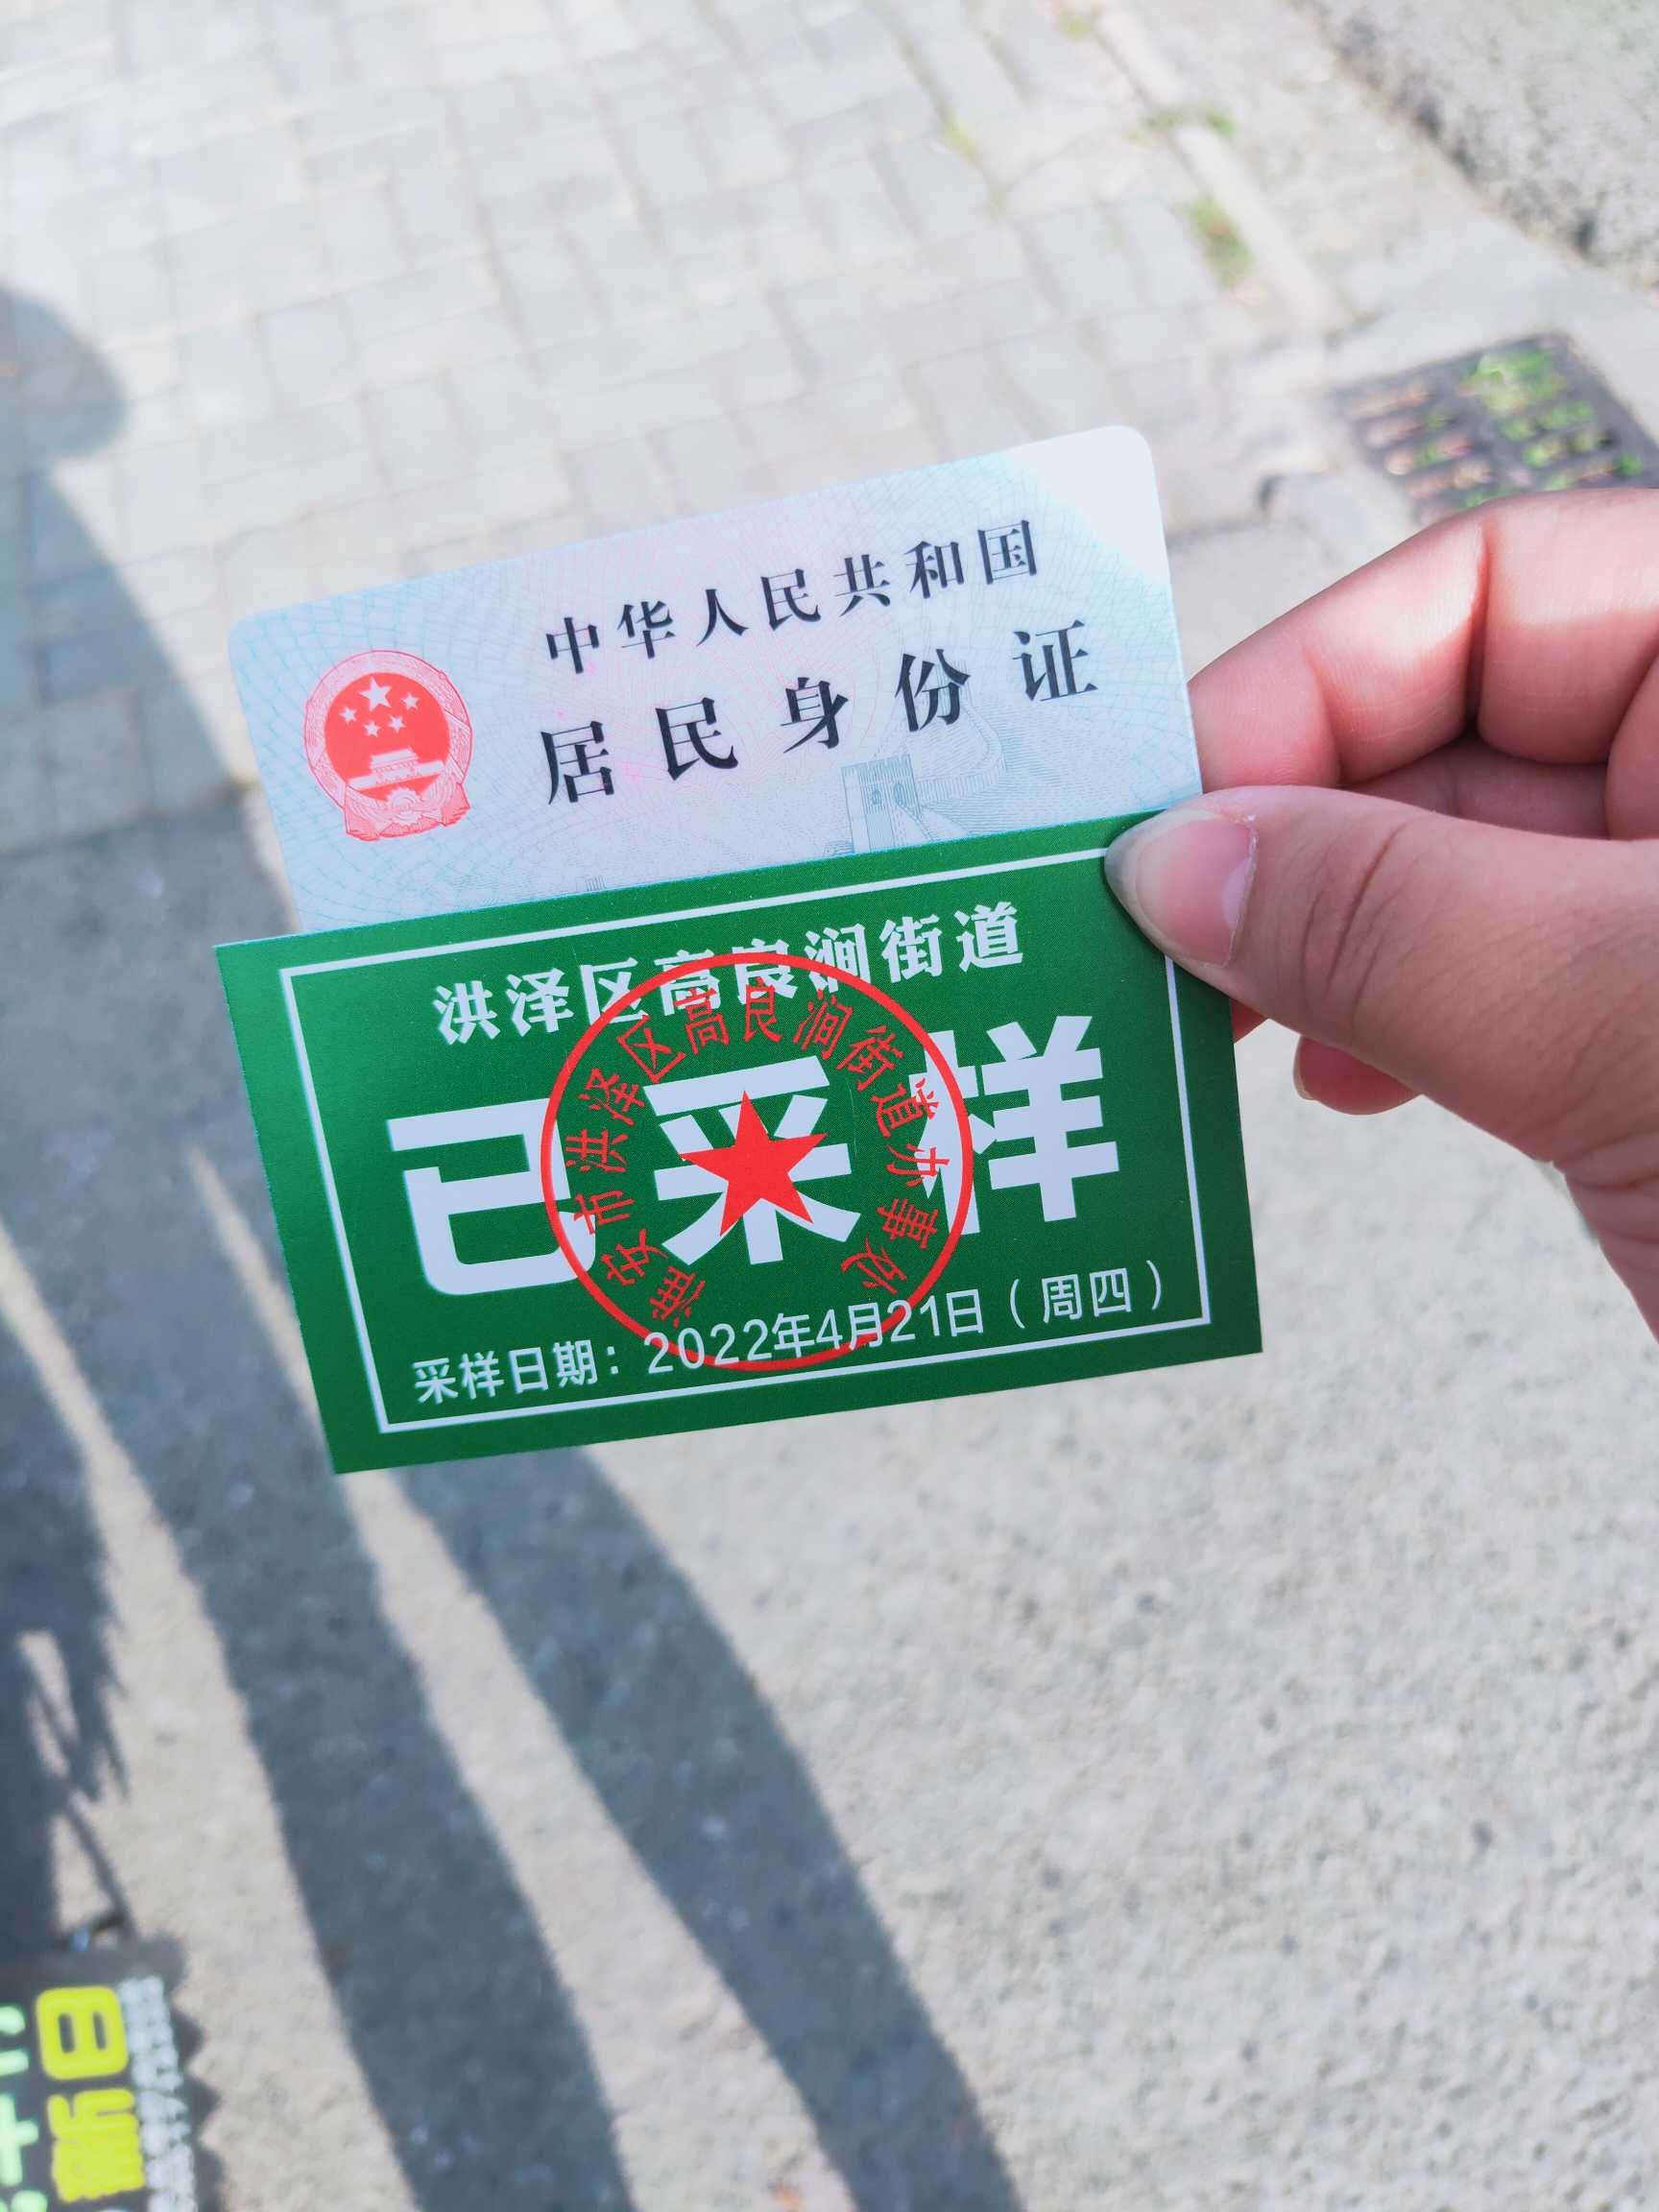 中华人民共和国
居民身份证
洪泽区高良涧街道
已采样
淮安市洪泽区高良涧街道办事处
采样日期：2022年4月21日（周四）